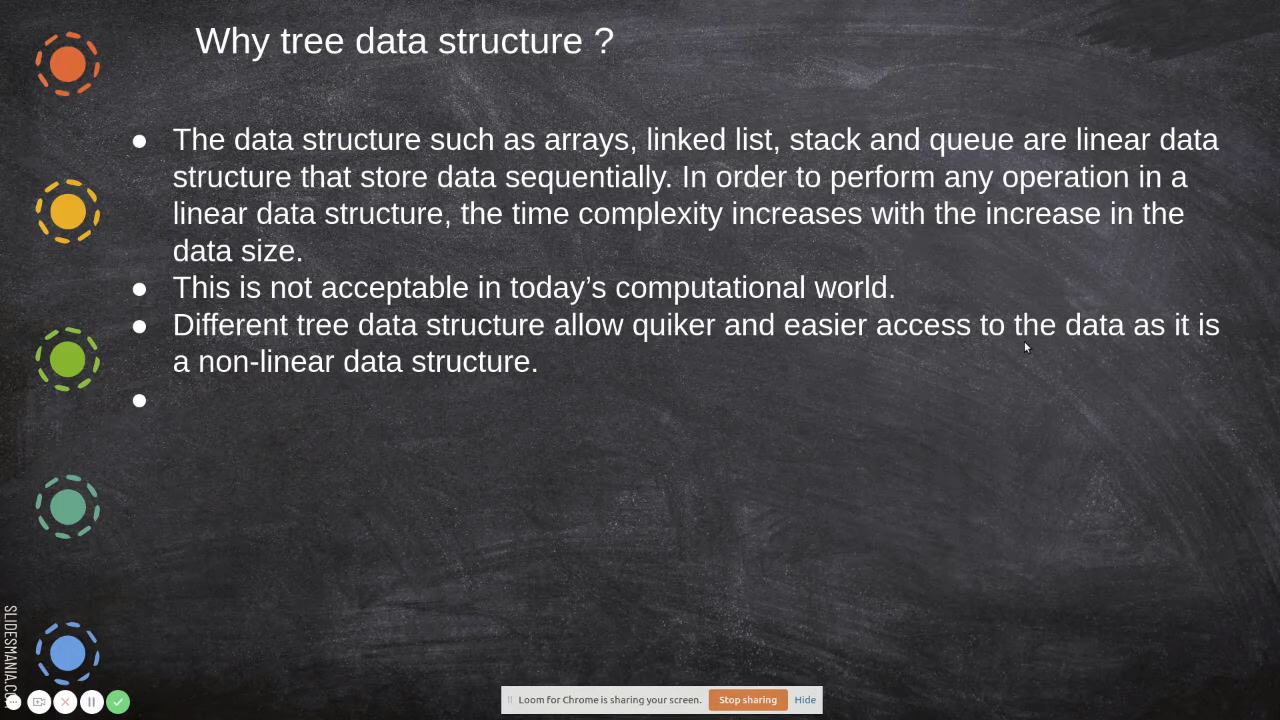 Why tree data structure ?
● The data structure such as arrays, linked list, stack and queue are linear data
structure that store data sequentially. In order to perform any operation in a
linear data structure, the time complexity increases with the increase in the
data size.
● This is not acceptable in today’s computational world.
● Different tree data structure allow quiker and easier access to the data as it is
a non-linear data structure.
●
SLIDESMANIA.C
Loom for Chrome is sharing your screen. Stop sharing Hide